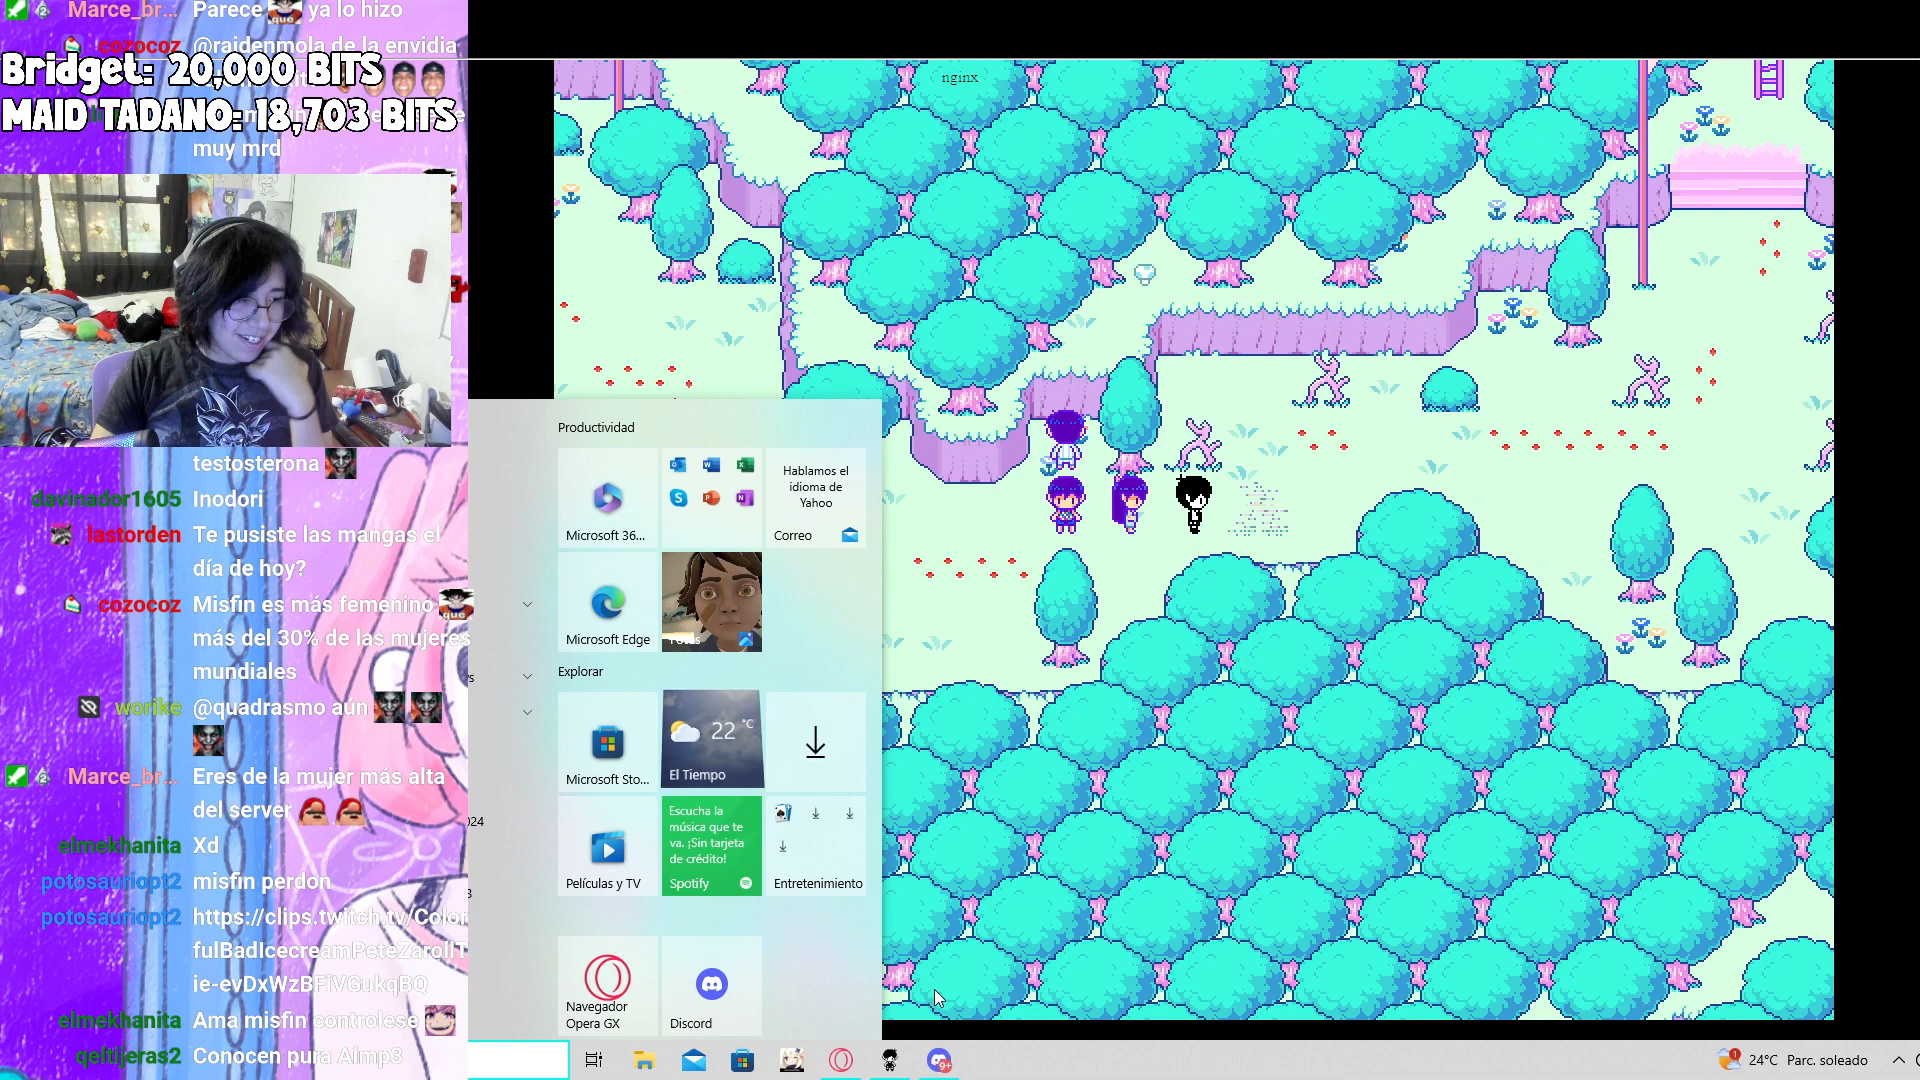 Marce_br... Parece ya lo hizo
cozocoz @raidenmola de la envidia
Bridget: 20,000 BITS
MAID TADANO: 18,703 BITS
muy mrd
testosterona
davinador1605 Inodori
lastorden Te pusiste las mangas el
día de hoy?
cozocoz Misfin es más femenino
más del 30% de las mujeres
mundiales
worike @quadrasmo aún
Marce_br... Eres de la mujer más alta
del server
elmekhanita Xd
potosauriopt2 misfin perdon
potosauriopt2 https://clips.twitch.tv/Color
fulBadIcecreamPeteZarollT
ie-evDxWzBFiVGukqBQ
elmekhanita Ama misfin controlese
qeltijeras2 Conocen pura Aimp3
nginx
Productividad
Microsoft 36...
Hablamos el
idioma de
Yahoo
Correo
Microsoft Edge
Fotos
Explorar
Microsoft Sto...
22 °C
El Tiempo
Películas y TV
Escucha la
música que te
va. ¡Sin tarjeta
de crédito!
Spotify
Entretenimiento
Navegador
Opera GX
Discord
024
9+
1
24°C Parc. soleado